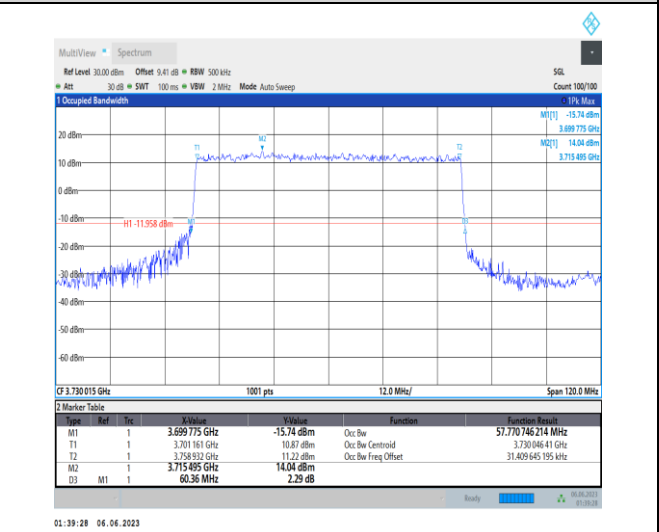 MultiView Spectrum
Ref Level 30.00 dBm Offset 9.41 dB RBW 500 kHz SGL
Att 30 dB SWT 100 ms VBW 2 MHz Mode Auto Sweep Count 100/100
1 Occupied Bandwidth 1Pk Max
M1[1] -15.74 dBm
3.699 775 GHz
M2[1] 14.04 dBm
3.715 495 GHz
20 dBm
M2
T1
T2
10 dBm
0 dBm
-10 dBm
H1 -11.958 dBm
M1
D3
-20 dBm
-30 dBm
-40 dBm
-50 dBm
-60 dBm
CF 3.730 015 GHz 1001 pts 12.0 MHz/ Span 120.0 MHz
2 Marker Table
Type Ref Trc X-Value Y-Value Function Function Result
M1 1 3.699 775 GHz -15.74 dBm Occ Bw 57.770 746 214 MHz
T1 1 3.701 161 GHz 10.87 dBm Occ Bw Centroid 3.730 046 41 GHz
T2 1 3.758 932 GHz 11.22 dBm Occ Bw Freq Offset 31.409 645 195 kHz
M2 1 3.715 495 GHz 14.04 dBm
D3 M1 1 60.36 MHz 2.29 dB
Ready 06.06.2023
01:39:28
01:39:28 06.06.2023